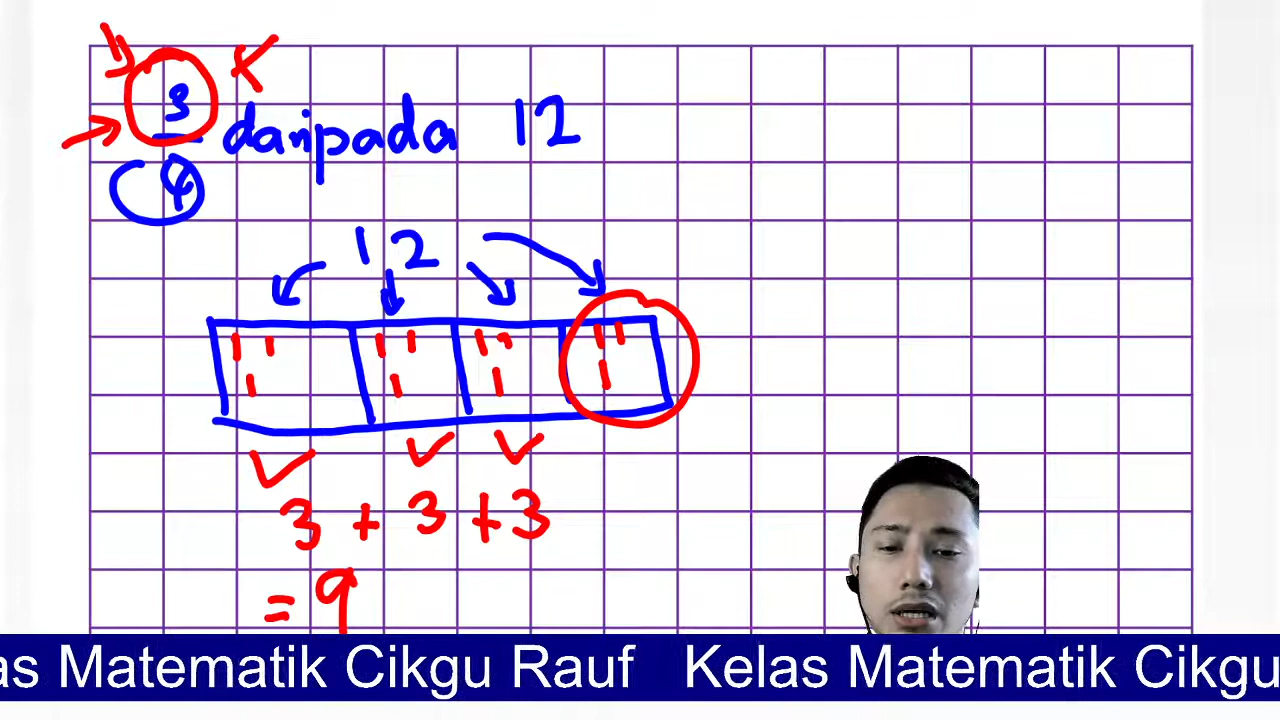 3 K
daripada 12
4
12
3 + 3 + 3
= 9
as Matematik Cikgu Rauf Kelas Matematik Cikgu